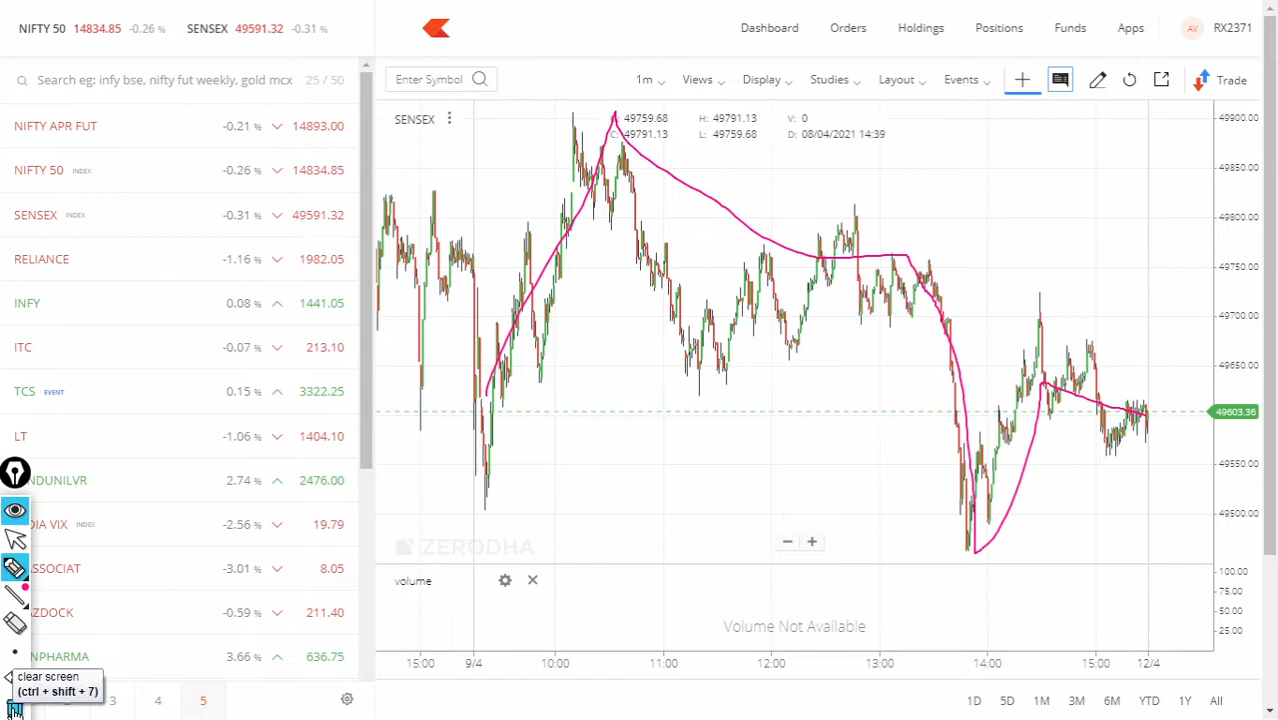 NIFTY 50 14834.85 -0.26 % SENSEX 49591.32 -0.31 %
Dashboard Orders Holdings Positions Funds Apps AV RX2371
Search eg: infy bse, nifty fut weekly, gold mcx 25 / 50
Enter Symbol 1m Views Display Studies Layout Events Trade
NIFTY APR FUT -0.21 % 14893.00
NIFTY 50 INDEX -0.26 % 14834.85
SENSEX INDEX -0.31 % 49591.32
RELIANCE -1.16 % 1982.05
INFY 0.08 % 1441.05
ITC -0.07 % 213.10
TCS EVENT 0.15 % 3322.25
LT -1.06 % 1404.10
NDUNILVR 2.74 % 2476.00
DIA VIX INDEX -2.56 % 19.79
ASSOCIAT -3.01 % 8.05
AZDOCK -0.59 % 211.40
NPHARMA 3.66 % 636.75
clear screen
(ctrl + shift + 7)
3 4 5
SENSEX
: 49759.68 H: 49791.13 V: 0
C: 49791.13 L: 49759.68 D: 08/04/2021 14:39
49900.00
49850.00
49800.00
49750.00
49700.00
49650.00
49603.36
49550.00
49500.00
ZERODHA
volume
100.00
75.00
50.00
25.00
Volume Not Available
15:00 9/4 10:00 11:00 12:00 13:00 14:00 15:00 12/4
1D 5D 1M 3M 6M YTD 1Y All